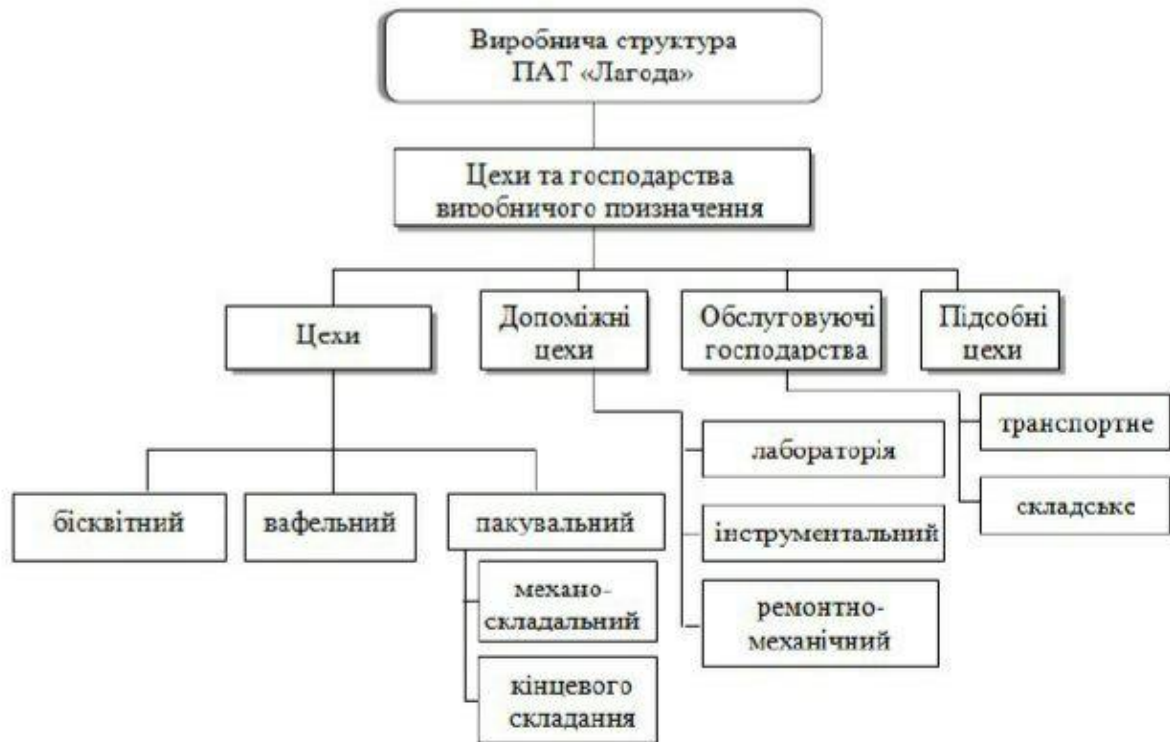 Виробнича структура
ПАТ «Лагода»
Цехи та господарства
виробничого призначення
Цехи
Допоміжні
цехи
Обслуговуючі
господарства
Підсобні
цехи
бісквітний
вафельний
пакувальний
механо-
складальний
кінцевого
складання
лабораторія
інструментальний
ремонтно-
механічний
транспортне
складське